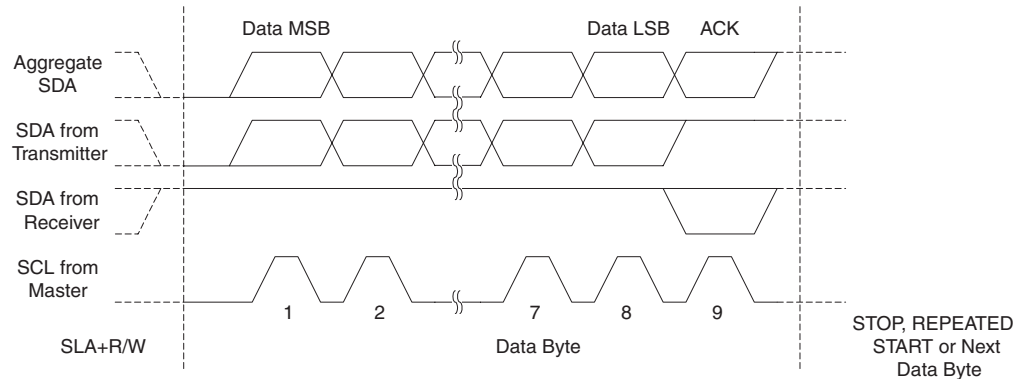 Data MSB
Data LSB
ACK
Aggregate
SDA
SDA from
Transmitter
SDA from
Receiver
SCL from
Master
1
2
7
8
9
SLA+R/W
Data Byte
STOP, REPEATED
START or Next
Data Byte